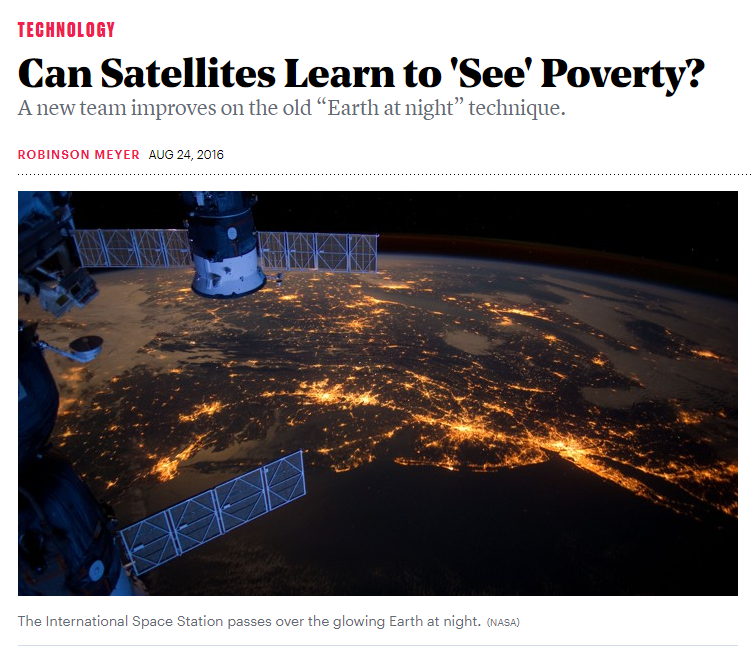 TECHNOLOGY
Can Satellites Learn to 'See' Poverty?
A new team improves on the old “Earth at night” technique.
ROBINSON MEYER AUG 24, 2016
The International Space Station passes over the glowing Earth at night. (NASA)